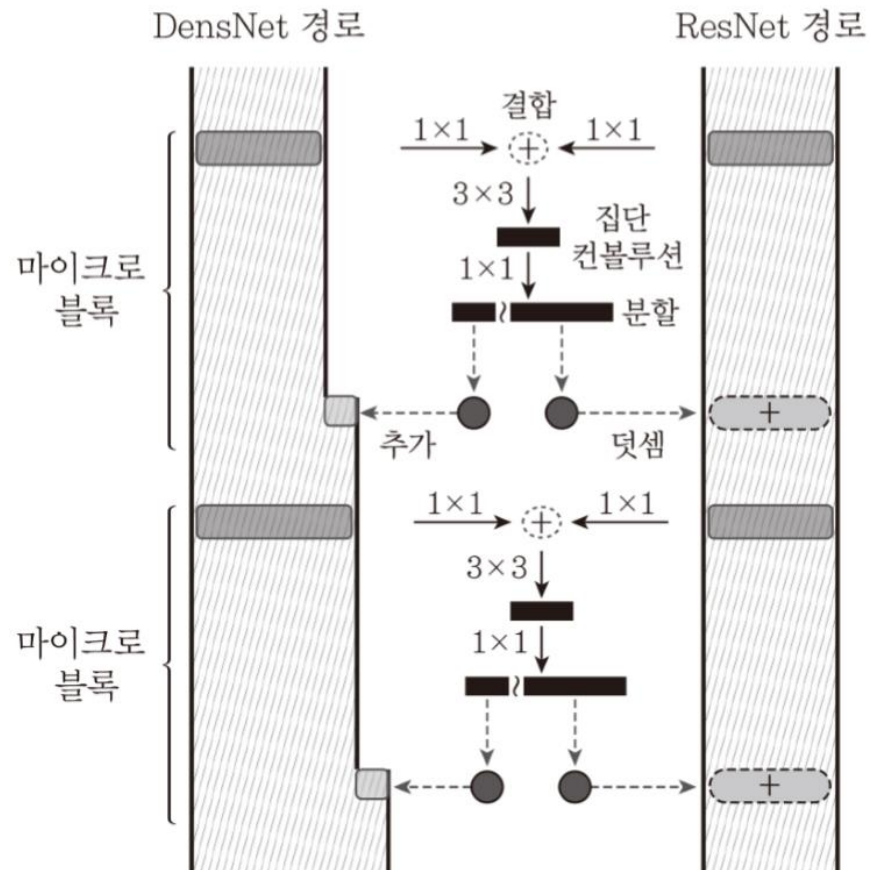 DensNet 경로
ResNet 경로
결합
1×1
1×1
+
3×3
집단
컨볼루션
1×1
분할
마이크로
블록
추가
덧셈
+
1×1
1×1
+
3×3
1×1
마이크로
블록
+